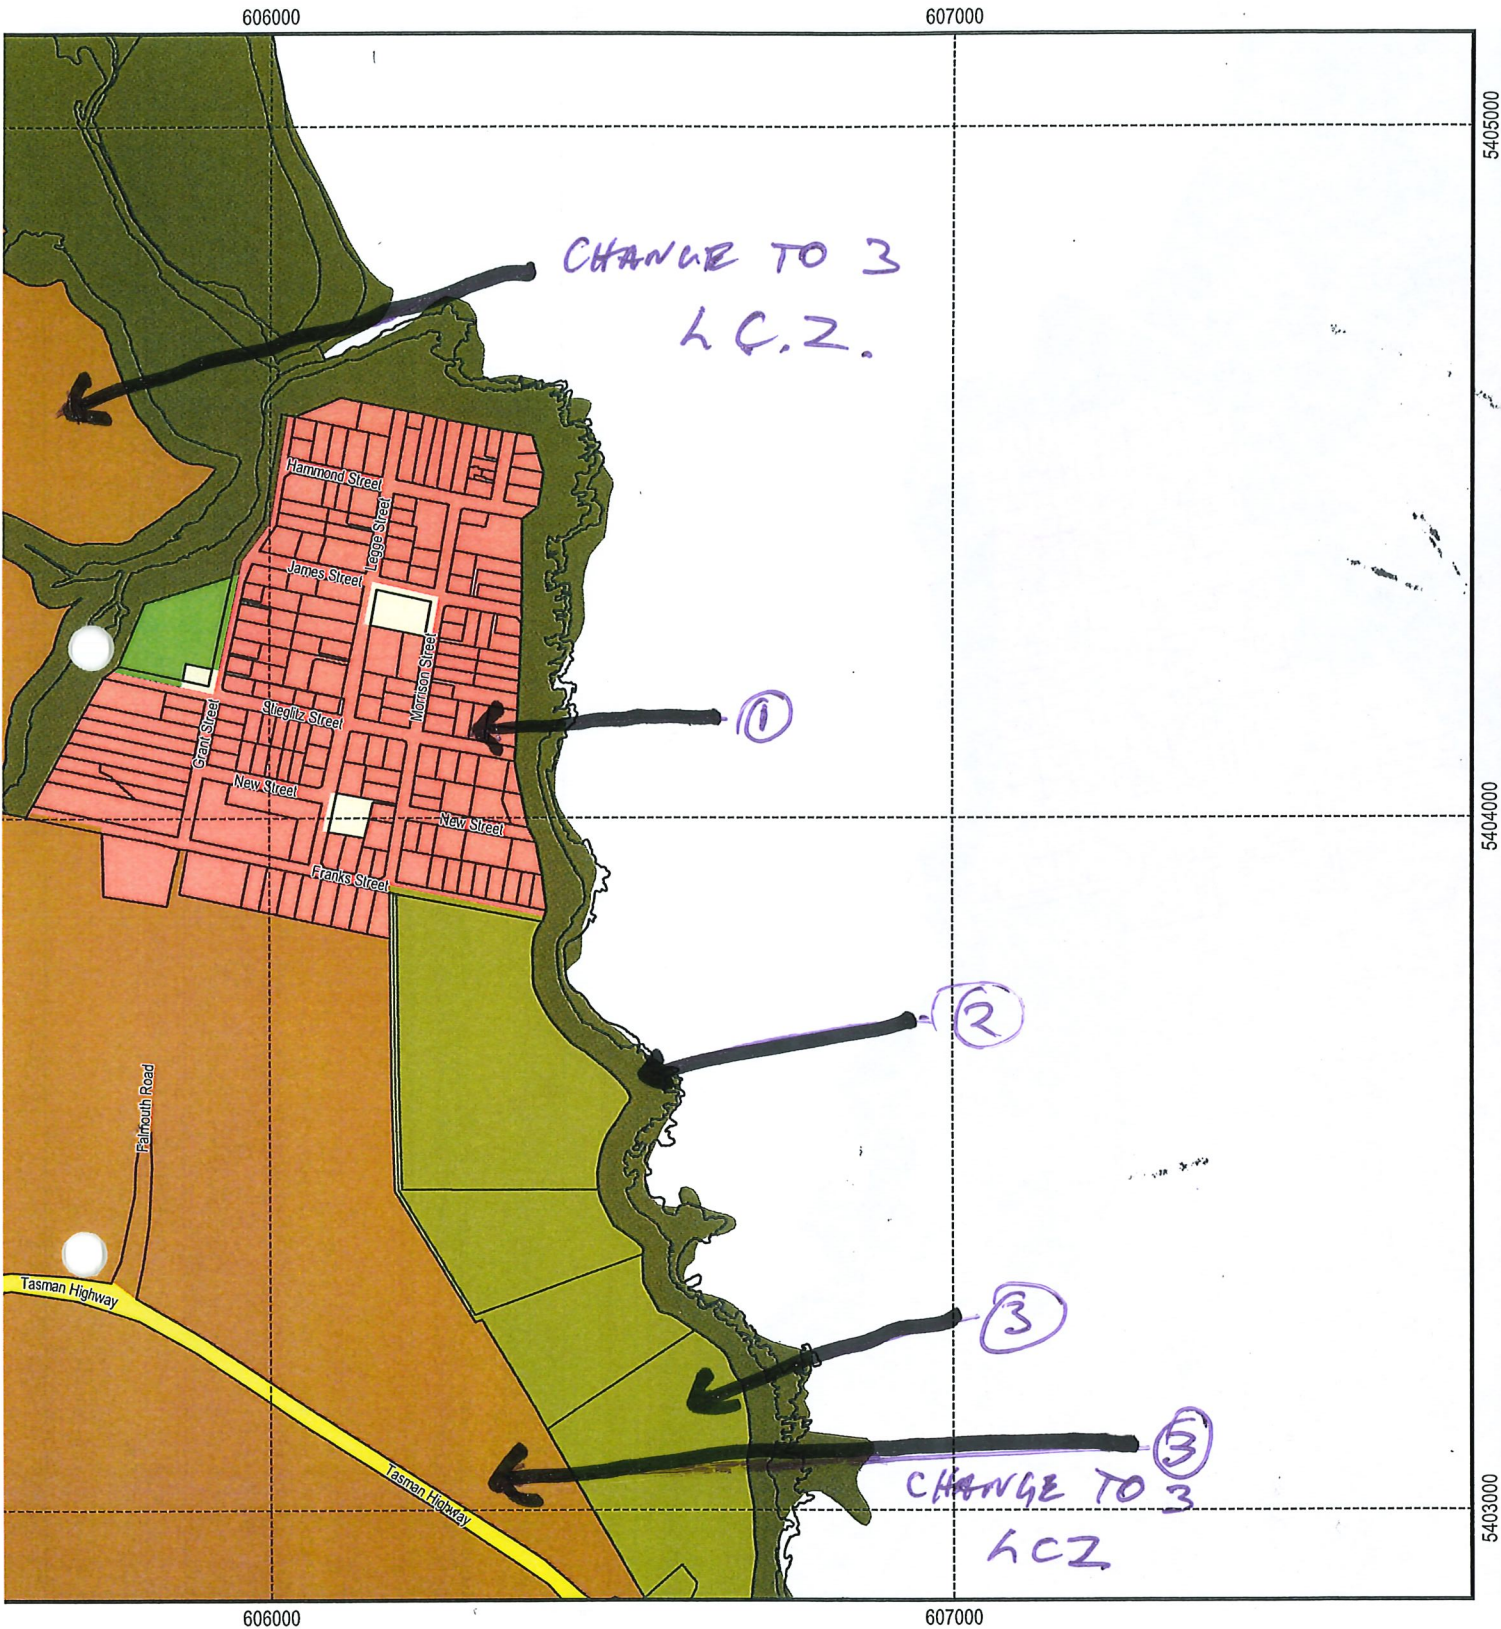 606000
607000
5405000
CHANGE TO 3
L C. Z.
Hammond Street
Legge Street
James Street
Morrison Street
1
Stieglitz Street
Grant Street
New Street
New Street
5404000
Franks Street
2
Falmouth Road
Tasman Highway
3
3
CHANGE TO 3
Tasman Highway
LCZ
5403000
606000
607000